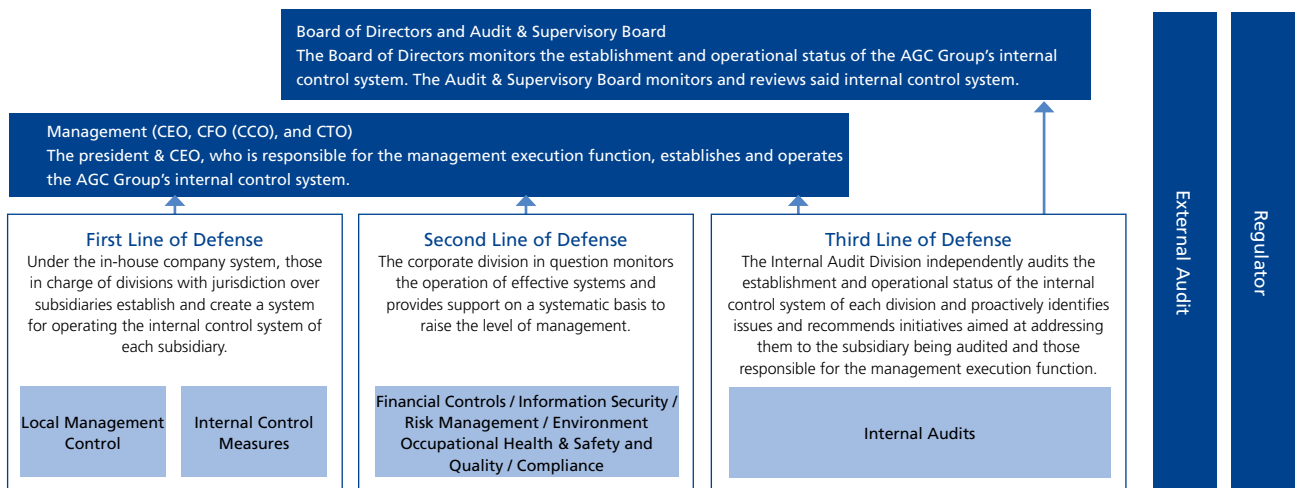 Board of Directors and Audit & Supervisory Board
The Board of Directors monitors the establishment and operational status of the AGC Group's internal
control system. The Audit & Supervisory Board monitors and reviews said internal control system.
Management (CEO, CFO (CCO), and CTO)
The president & CEO, who is responsible for the management execution function, establishes and operates
the AGC Group's internal control system.
First Line of Defense
Under the in-house company system, those
in charge of divisions with jurisdiction over
subsidiaries establish and create a system
for operating the internal control system of
each subsidiary.
Local Management
Control
Internal Control
Measures
Second Line of Defense
The corporate division in question monitors
the operation of effective systems and
provides support on a systematic basis to
raise the level of management.
Financial Controls / Information Security /
Risk Management / Environment
Occupational Health & Safety and
Quality / Compliance
Third Line of Defense
The Internal Audit Division independently audits the
establishment and operational status of the internal
control system of each division and proactively identifies
issues and recommends initiatives aimed at addressing
them to the subsidiary being audited and those
responsible for the management execution function.
Internal Audits
External Audit
Regulator